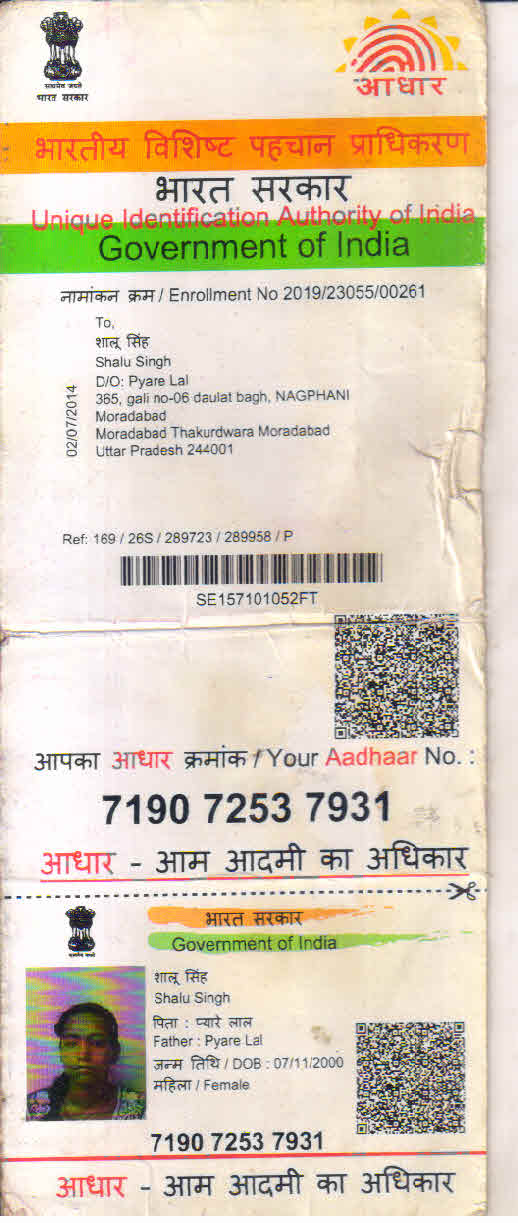 सत्यमेव जयते
भारत सरकार
आधार
भारतीय विशिष्ट पहचान प्राधिकरण
भारत सरकार
Unique Identification Authority of India
Government of India
नामांकन क्रम / Enrollment No 2019/23055/00261
To,
शालू सिंह
Shalu Singh
D/O: Pyare Lal
365, gali no-06 daulat bagh, NAGPHANI
Moradabad
Moradabad Thakurdwara Moradabad
Uttar Pradesh 244001
02/07/2014
Ref: 169 / 26S / 289723 / 289958 / P
SE157101052FT
आपका आधार क्रमांक / Your Aadhaar No. :
7190 7253 7931
आधार - आम आदमी का अधिकार
सत्यमेव जयते
भारत सरकार
Government of India
शालू सिंह
Shalu Singh
पिता : प्यारे लाल
Father : Pyare Lal
जन्म तिथि / DOB : 07/11/2000
महिला / Female
7190 7253 7931
आधार - आम आदमी का अधिकार